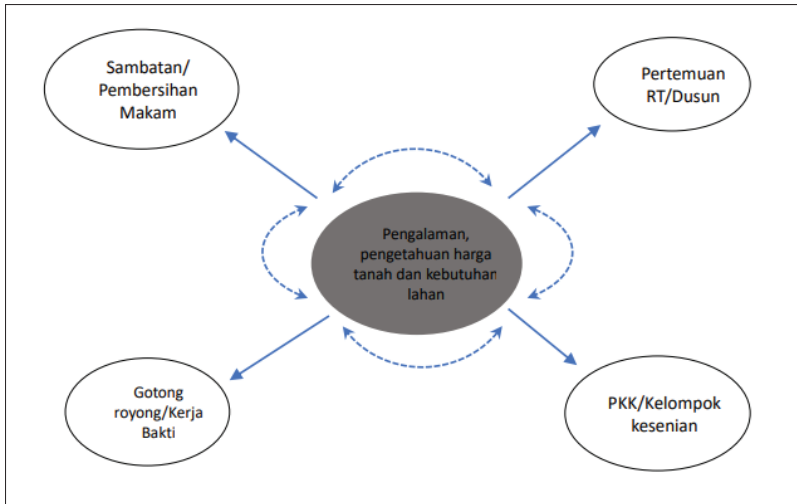 Sambatan/
Pembersihan
Makam
Pertemuan
RT/Dusun
Pengalaman,
pengetahuan harga
tanah dan kebutuhan
lahan
Gotong
royong/Kerja
Bakti
PKK/Kelompok
kesenian